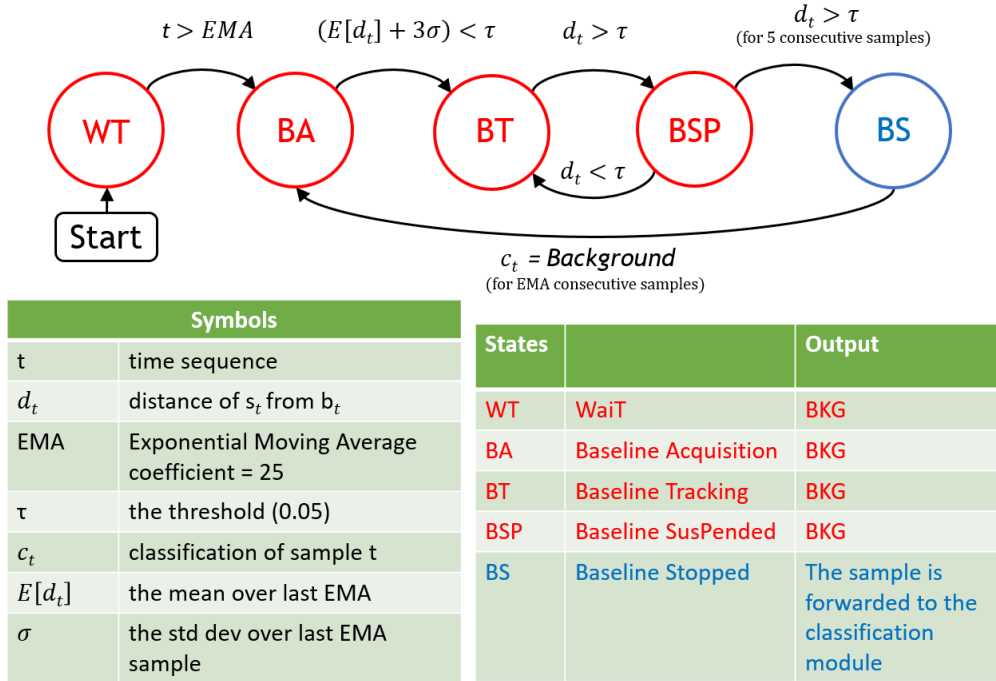 t > EMA
(E[d_t] + 3σ) < τ
d_t > τ
d_t > τ
(for 5 consecutive samples)
WT
BA
BT
BSP
BS
d_t < τ
Start
c_t = Background
(for EMA consecutive samples)
Symbols
t time sequence
d_t distance of s_t from b_t
EMA Exponential Moving Average
coefficient = 25
τ the threshold (0.05)
c_t classification of sample t
E[d_t] the mean over last EMA
σ the std dev over last EMA
sample
States Output
WT WaiT BKG
BA Baseline Acquisition BKG
BT Baseline Tracking BKG
BSP Baseline SusPended BKG
BS Baseline Stopped The sample is
forwarded to the
classification
module